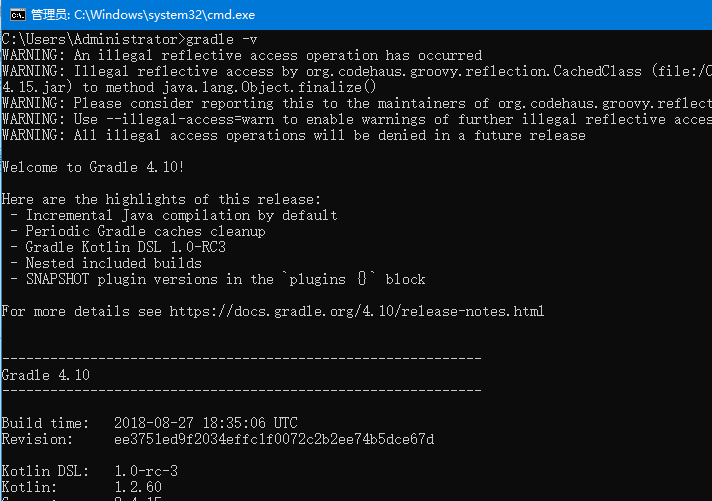 管理员: C:\Windows\system32\cmd.exe
C:\Users\Administrator>gradle -v
WARNING: An illegal reflective access operation has occurred
WARNING: Illegal reflective access by org.codehaus.groovy.reflection.CachedClass (file:/C
4.15.jar) to method java.lang.Object.finalize()
WARNING: Please consider reporting this to the maintainers of org.codehaus.groovy.reflect
WARNING: Use --illegal-access=warn to enable warnings of further illegal reflective acces
WARNING: All illegal access operations will be denied in a future release
Welcome to Gradle 4.10!
Here are the highlights of this release:
- Incremental Java compilation by default
- Periodic Gradle caches cleanup
- Gradle Kotlin DSL 1.0-RC3
- Nested included builds
- SNAPSHOT plugin versions in the `plugins {}` block
For more details see https://docs.gradle.org/4.10/release-notes.html
------------------------------------------------------------
Gradle 4.10
------------------------------------------------------------
Build time: 2018-08-27 18:35:06 UTC
Revision: ee3751ed9f2034effc1f0072c2b2ee74b5dce67d
Kotlin DSL: 1.0-rc-3
Kotlin: 1.2.60